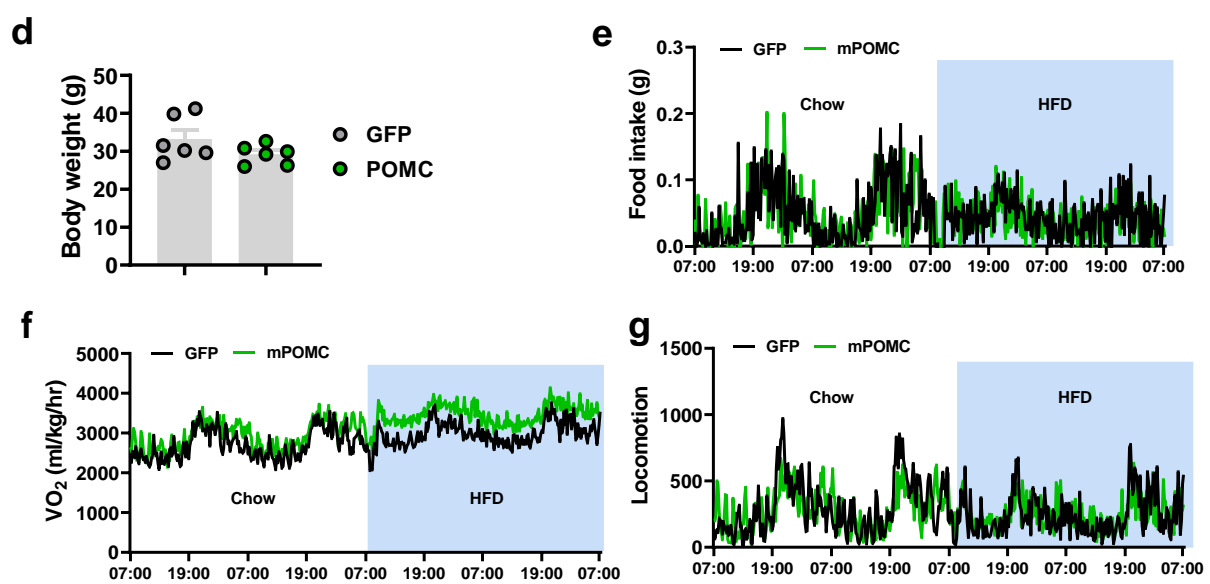 d
Body weight (g)
50
40
30
20
10
0
GFP
POMC
e
GFP mPOMC
Food intake (g)
0.3
0.2
0.1
0.0
Chow HFD
07:00 19:00 07:00 19:00 07:00 19:00 07:00 19:00 07:00
f
GFP mPOMC
VO2 (ml/kg/hr)
5000
4000
3000
2000
1000
0
Chow HFD
07:00 19:00 07:00 19:00 07:00 19:00 07:00 19:00 07:00
g
GFP mPOMC
Locomotion
1500
1000
500
0
Chow HFD
07:00 19:00 07:00 19:00 07:00 19:00 07:00 19:00 07:00